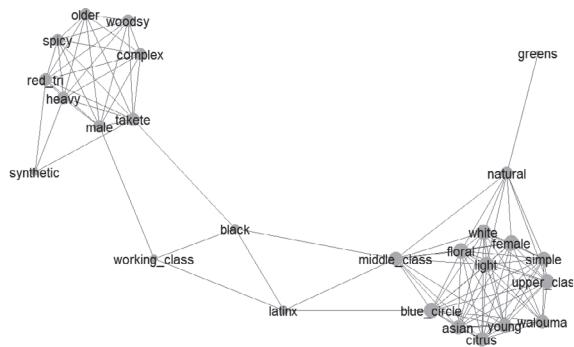 older
woodsy
spicy
complex
greens
red_tri
heavy
male
takete
synthetic
natural
black
white
female
working_class
middle_class
floral
light
simple
upper_clas
latinx
blue_circle
asian
young
walouma
citrus